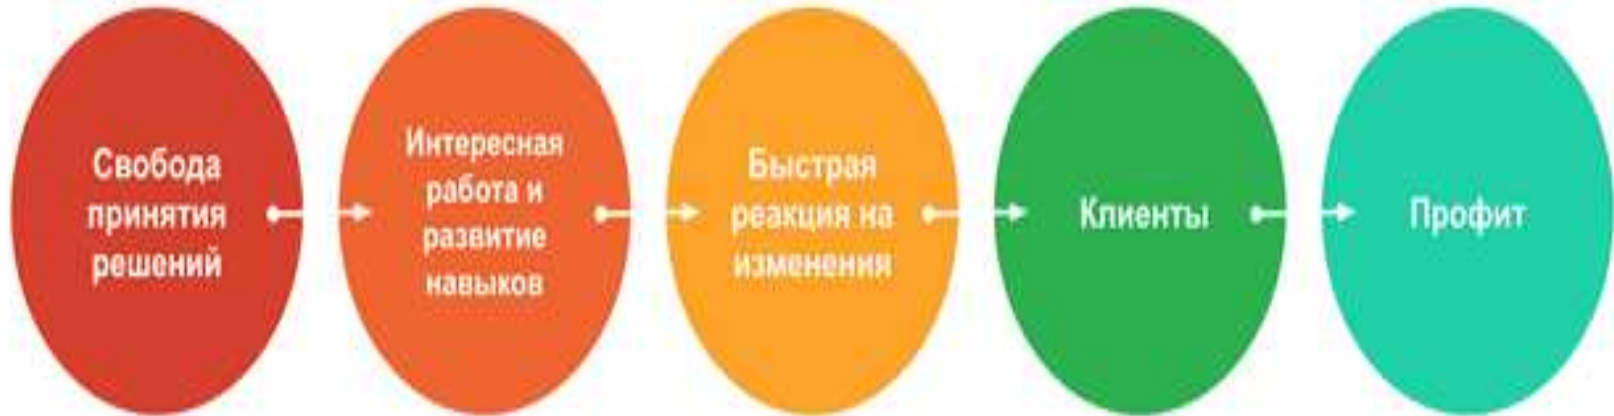 Свобода
принятия
решений
Интересная
работа и
развитие
навыков
Быстрая
реакция на
изменения
Клиенты
Профит